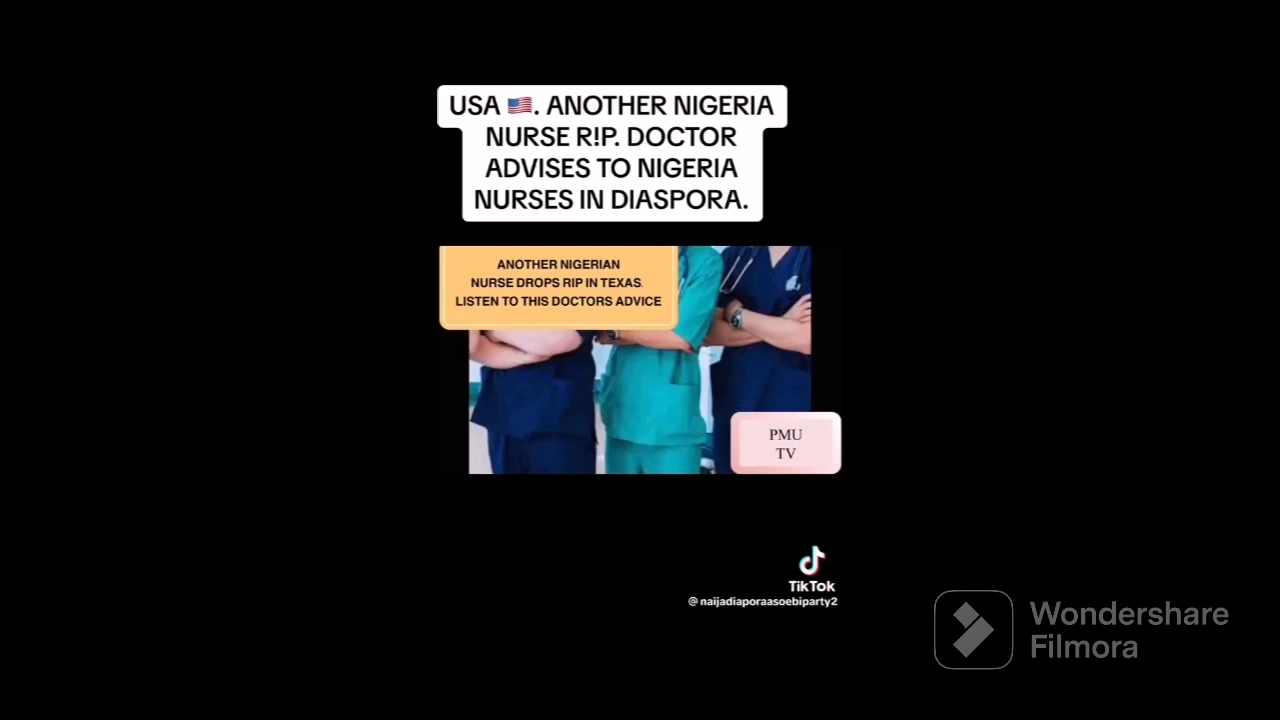 USA 🇺🇸. ANOTHER NIGERIA
NURSE R!P. DOCTOR
ADVISES TO NIGERIA
NURSES IN DIASPORA.
ANOTHER NIGERIAN
NURSE DROPS RIP IN TEXAS.
LISTEN TO THIS DOCTORS ADVICE
PMU
TV
TikTok
@naijadiaporaasoebiparty2
Wondershare
Filmora